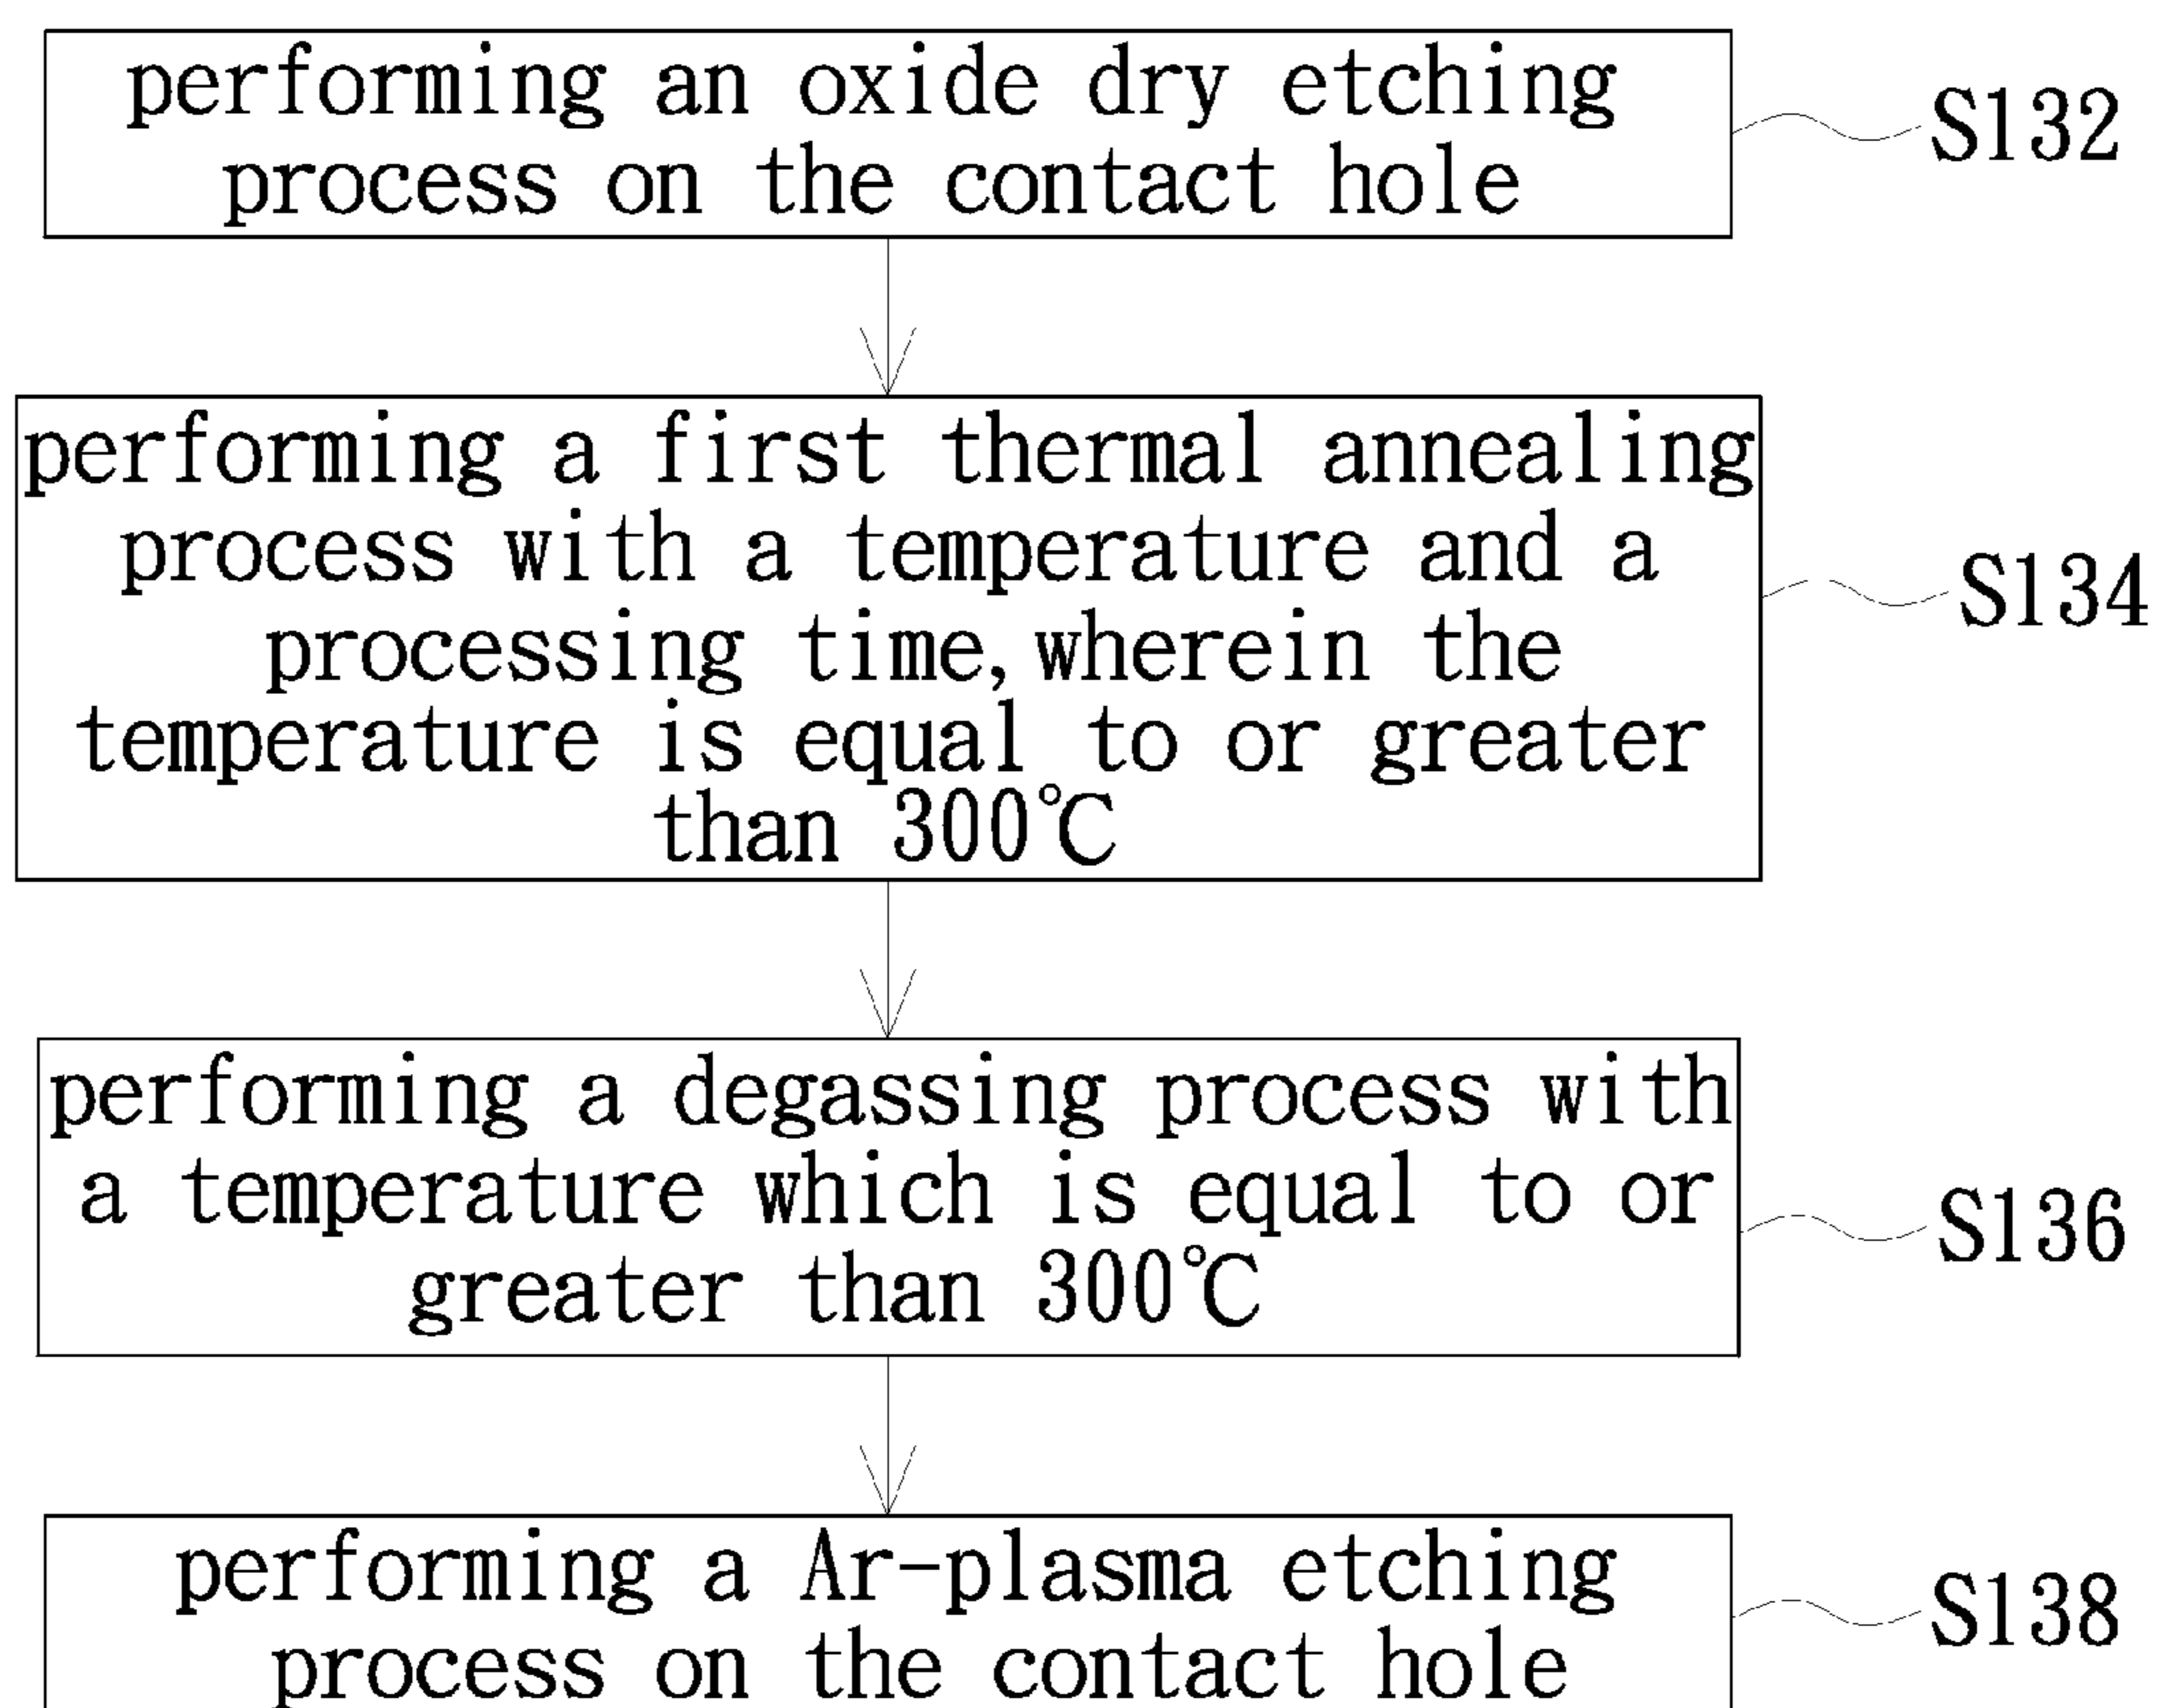 performing an oxide dry etching
process on the contact hole
S132
performing a first thermal annealing
process with a temperature and a
processing time, wherein the
temperature is equal to or greater
than 300℃
S134
performing a degassing process with
a temperature which is equal to or
greater than 300℃
S136
performing a Ar-plasma etching
process on the contact hole
S138